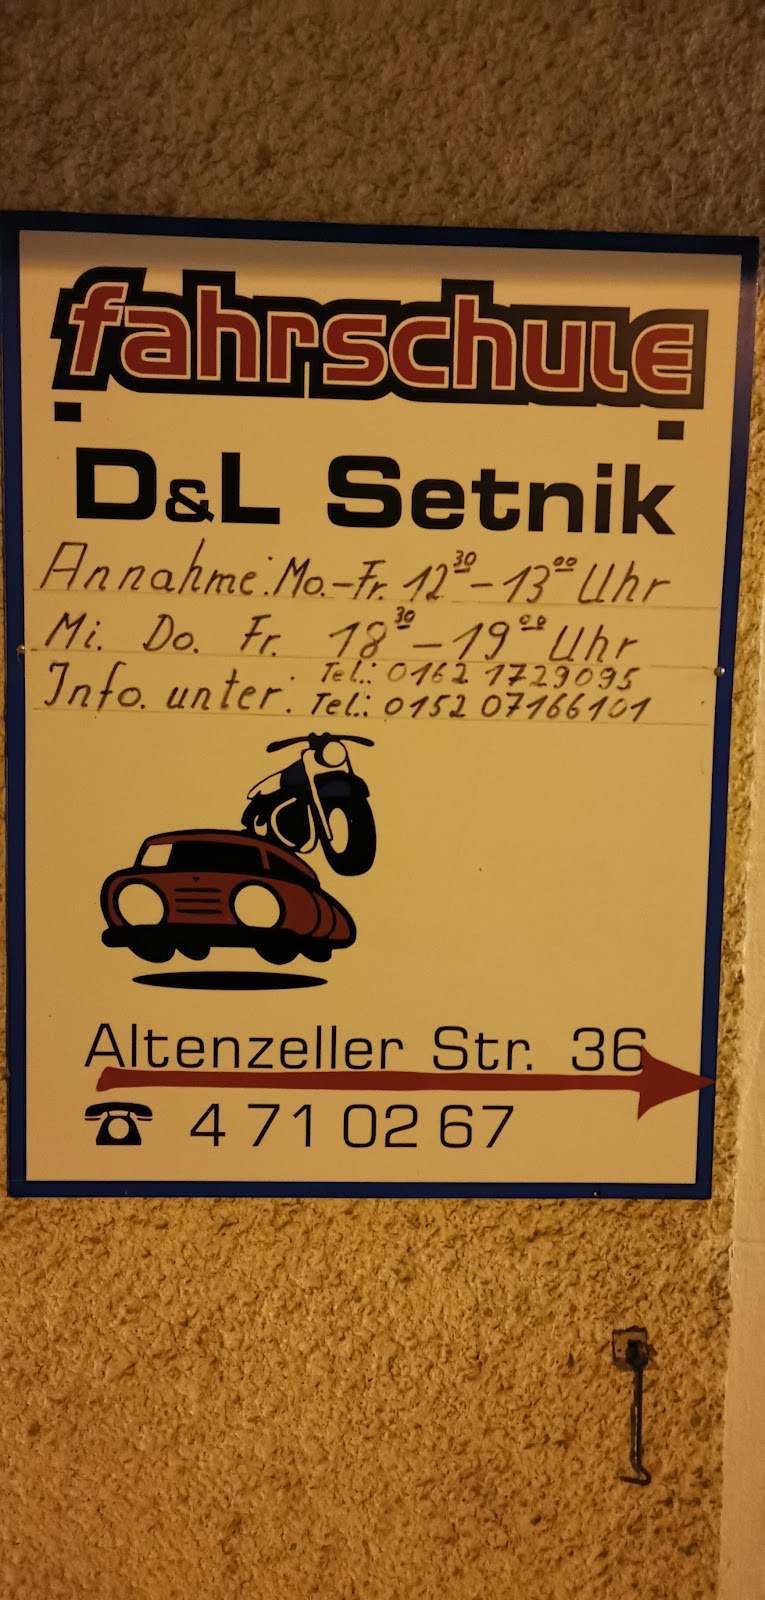 fahrschule
D&L Setnik
Annahme: Mo.-Fr. 12³⁰-13⁰⁰ Uhr
Mi. Do. Fr. 18³⁰-19⁰⁰ Uhr
Tel.: 0162 1729095
Info. unter: Tel.: 0152 07166101
Altenzeller Str. 36
☎ 4 71 02 67